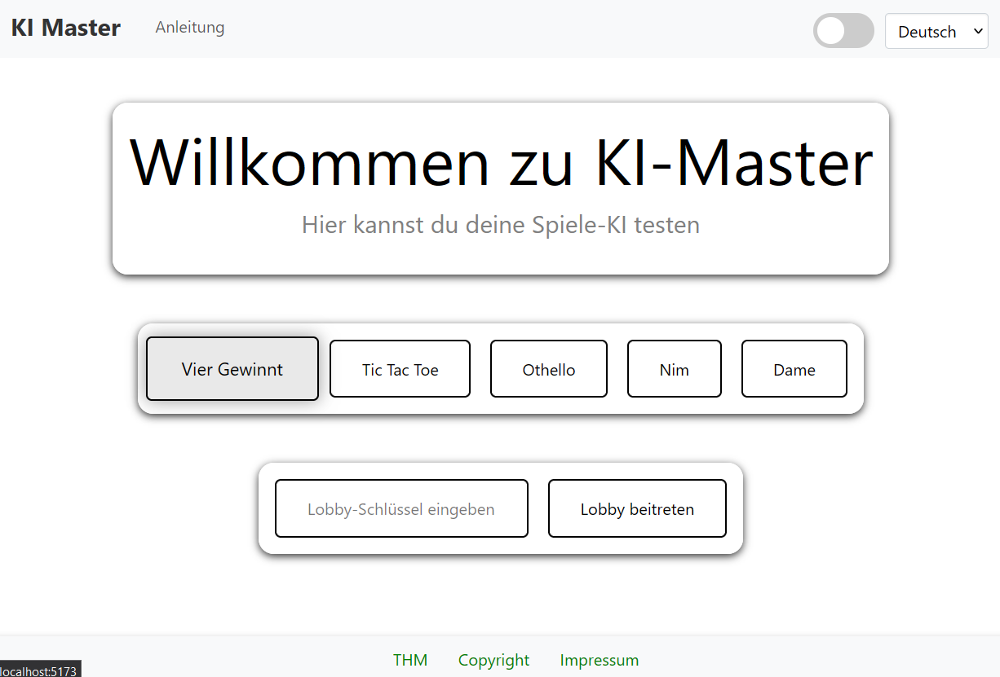 KI Master Anleitung Deutsch
Willkommen zu KI-Master
Hier kannst du deine Spiele-KI testen
Vier Gewinnt Tic Tac Toe Othello Nim Dame
Lobby-Schlüssel eingeben Lobby beitreten
THM Copyright Impressum
localhost:5173